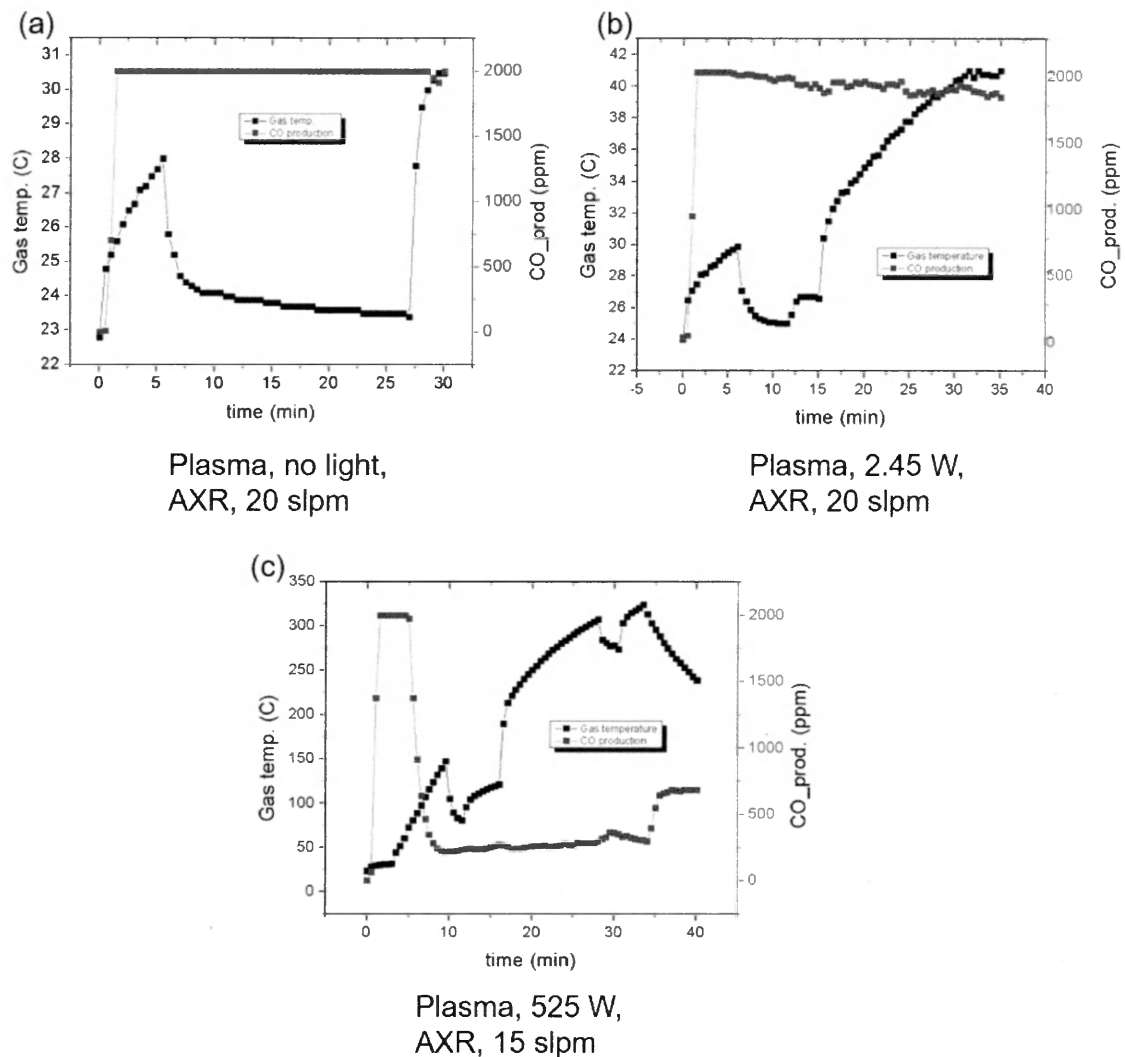 (a)
31
30
29
28
27
26
25
24
23
22
Gas temp. (C)
2000
1500
1000
500
0
CO_prod (ppm)
Gas temp.
CO production
0 5 10 15 20 25 30
time (min)
Plasma, no light,
AXR, 20 slpm
(b)
42
40
38
36
34
32
30
28
26
24
22
Gas temp. (C)
2000
1500
1000
500
0
CO_prod. (ppm)
Gas temperature
CO production
-5 0 5 10 15 20 25 30 35 40
time (min)
Plasma, 2.45 W,
AXR, 20 slpm
(c)
350
300
250
200
150
100
50
0
Gas temp. (C)
2000
1500
1000
500
0
CO_prod. (ppm)
Gas temperature
CO production
0 10 20 30 40
time (min)
Plasma, 525 W,
AXR, 15 slpm